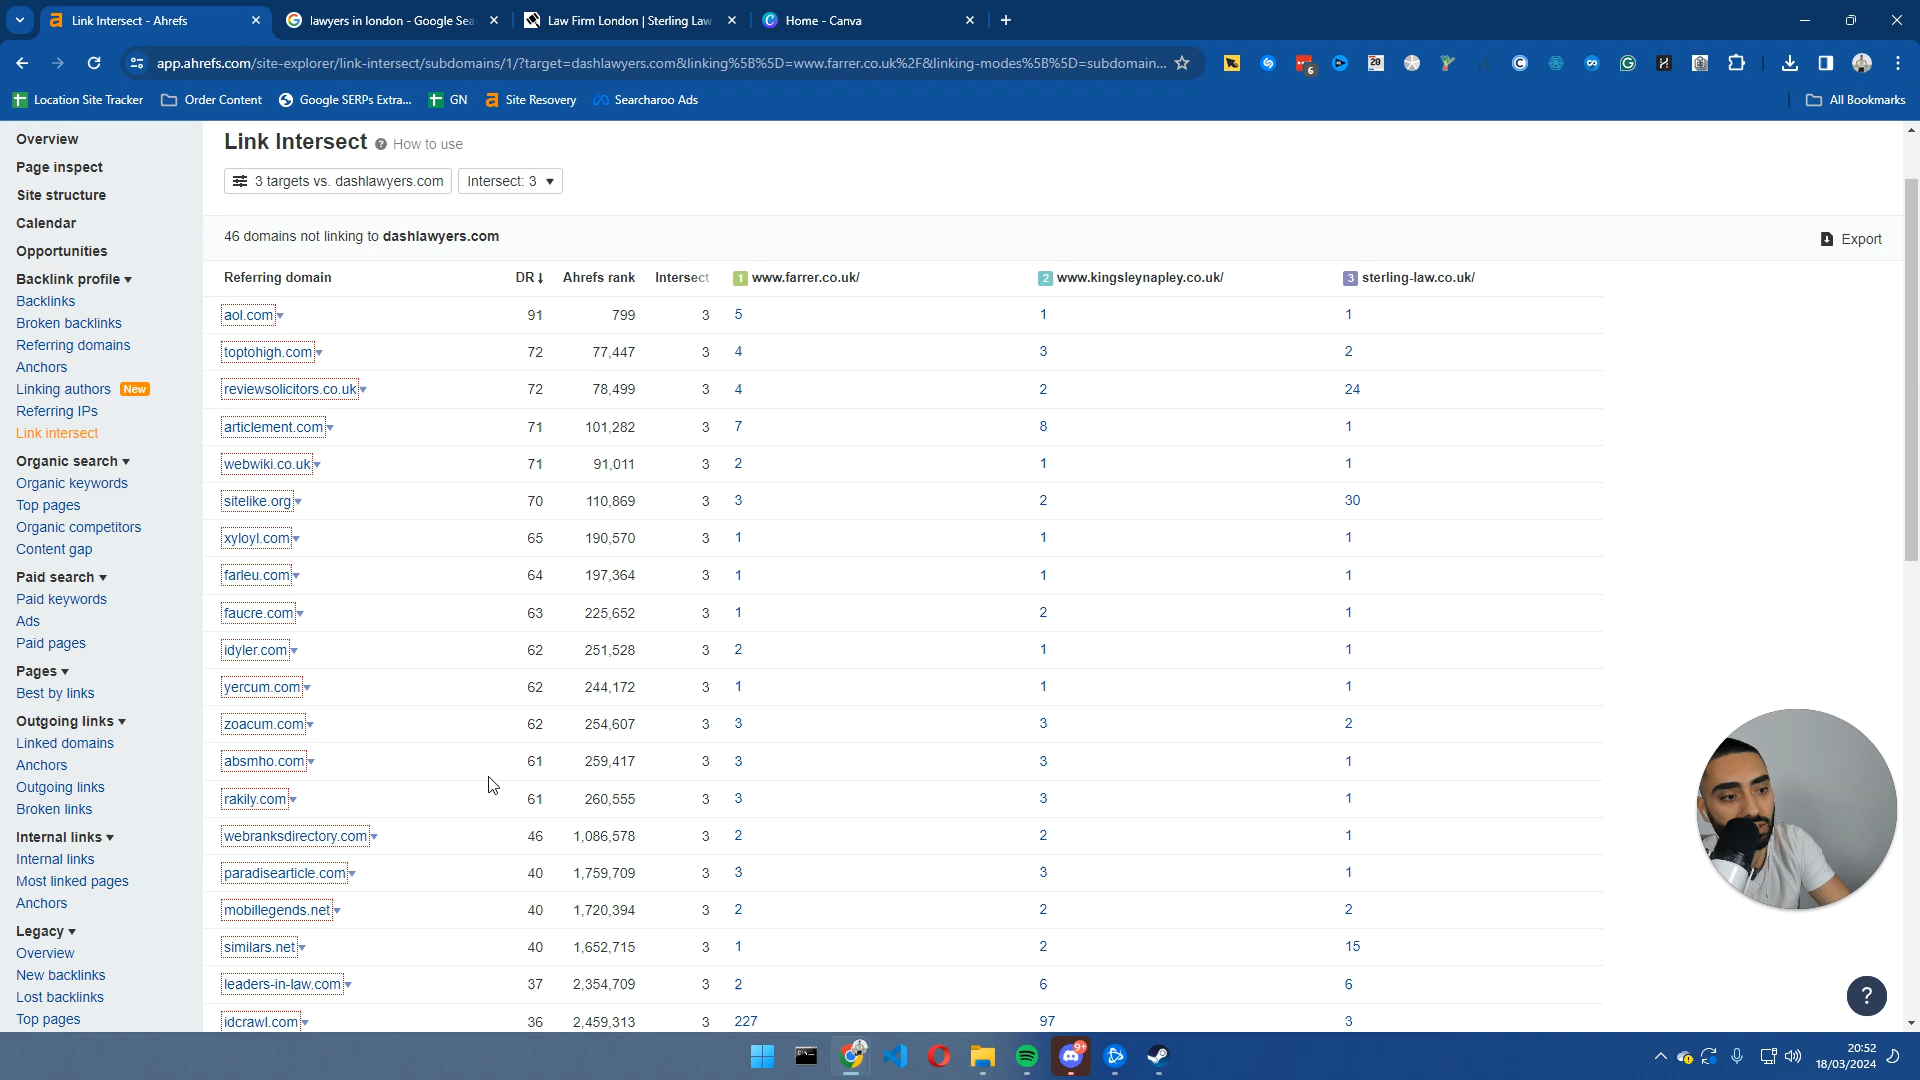 Link Intersect - Ahrefs
lawyers in london - Google Sea
Law Firm London | Sterling Law
Home - Canva
app.ahrefs.com/site-explorer/link-intersect/subdomains/1/?target=dashlawyers.com&linking%5B%5D=www.farrer.co.uk%2F&linking-modes%5B%5D=subdomain...
Location Site Tracker
Order Content
Google SERPs Extra...
GN
Site Recovery
Searcharoo Ads
All Bookmarks
Overview
Page inspect
Site structure
Calendar
Opportunities
Backlink profile
Backlinks
Broken backlinks
Referring domains
Anchors
Linking authors New
Referring IPs
Link intersect
Organic search
Organic keywords
Top pages
Organic competitors
Content gap
Paid search
Paid keywords
Ads
Paid pages
Pages
Best by links
Outgoing links
Linked domains
Anchors
Outgoing links
Broken links
Internal links
Internal links
Most linked pages
Anchors
Legacy
Overview
New backlinks
Lost backlinks
Top pages
Link Intersect ? How to use
3 targets vs. dashlawyers.com Intersect: 3
46 domains not linking to dashlawyers.com
Export
Referring domain DR↓ Ahrefs rank Intersect 1 www.farrer.co.uk/ 2 www.kingsleynapley.co.uk/ 3 sterling-law.co.uk/
aol.com 91 799 3 5 1 1
toptohigh.com 72 77,447 3 4 3 2
reviewsolicitors.co.uk 72 78,499 3 4 2 24
articlement.com 71 101,282 3 7 8 1
webwiki.co.uk 71 91,011 3 2 1 1
sitelike.org 70 110,869 3 3 2 30
xyloyl.com 65 190,570 3 1 1 1
farleu.com 64 197,364 3 1 1 1
faucre.com 63 225,652 3 1 2 1
idyler.com 62 251,528 3 2 1 1
yercum.com 62 244,172 3 1 1 1
zoacum.com 62 254,607 3 3 3 2
absmho.com 61 259,417 3 3 3 1
rakily.com 61 260,555 3 3 3 1
webranksdirectory.com 46 1,086,578 3 2 2 1
paradisearticle.com 40 1,759,709 3 3 3 1
mobillegends.net 40 1,720,394 3 2 2 2
similars.net 40 1,652,715 3 1 2 15
leaders-in-law.com 37 2,354,709 3 2 6 6
idcrawl.com 36 2,459,313 3 227 97 3
?
9+
20:52
18/03/2024